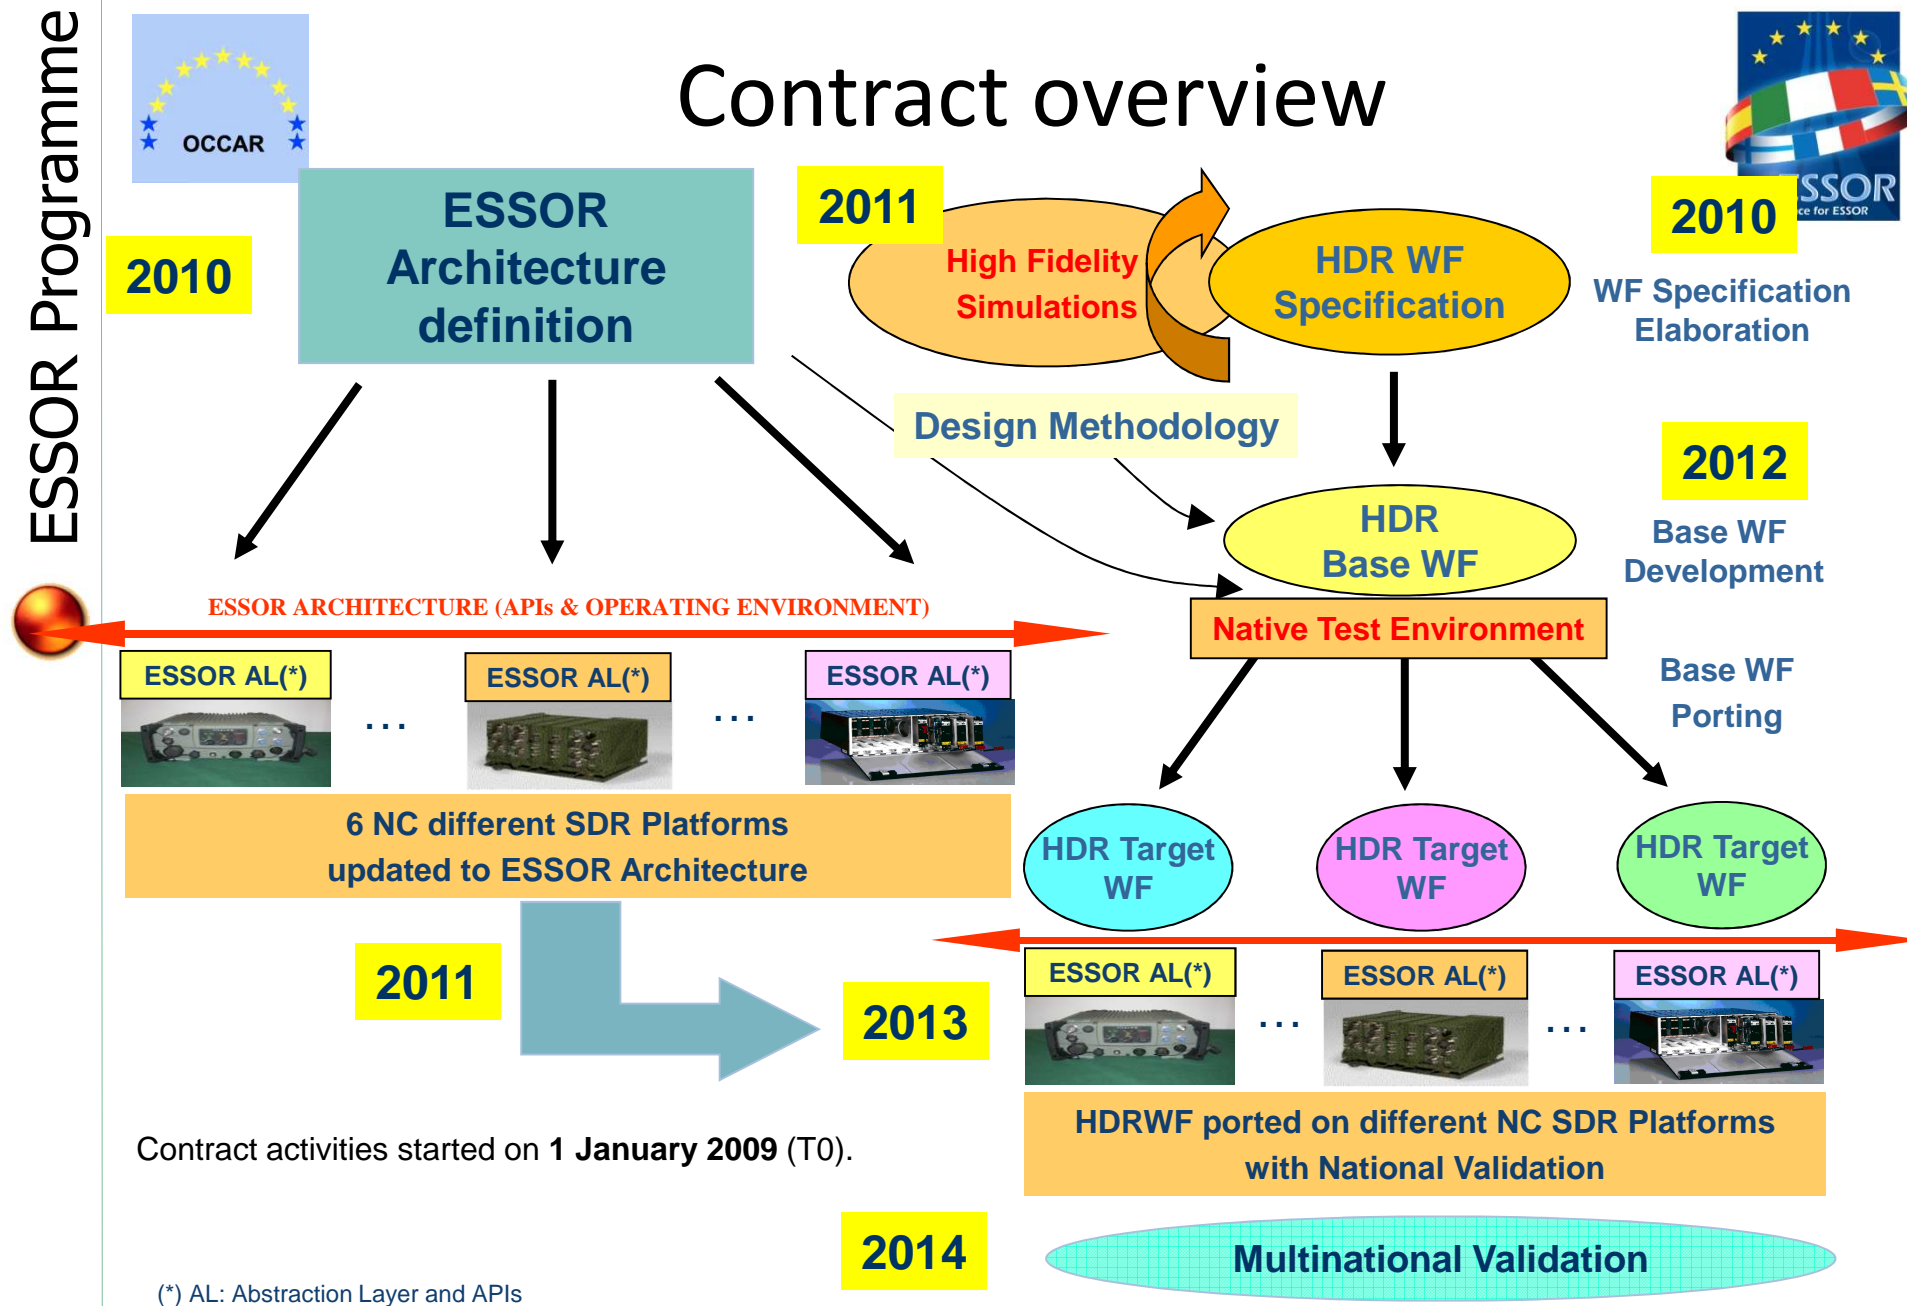 ESSOR Programme
OCCAR
Contract overview
ESSOR
ce for ESSOR
2010
ESSOR
Architecture
definition
2011
High Fidelity
Simulations
HDR WF
Specification
2010
WF Specification
Elaboration
Design Methodology
2012
HDR
Base WF
Base WF
Development
ESSOR ARCHITECTURE (APIs & OPERATING ENVIRONMENT)
Native Test Environment
ESSOR AL(*)
ESSOR AL(*)
ESSOR AL(*)
... ...
Base WF
Porting
6 NC different SDR Platforms
updated to ESSOR Architecture
HDR Target
WF
HDR Target
WF
HDR Target
WF
2011
2013
ESSOR AL(*)
ESSOR AL(*)
ESSOR AL(*)
... ...
HDRWF ported on different NC SDR Platforms
with National Validation
Contract activities started on 1 January 2009 (T0).
2014
Multinational Validation
(*) AL: Abstraction Layer and APIs